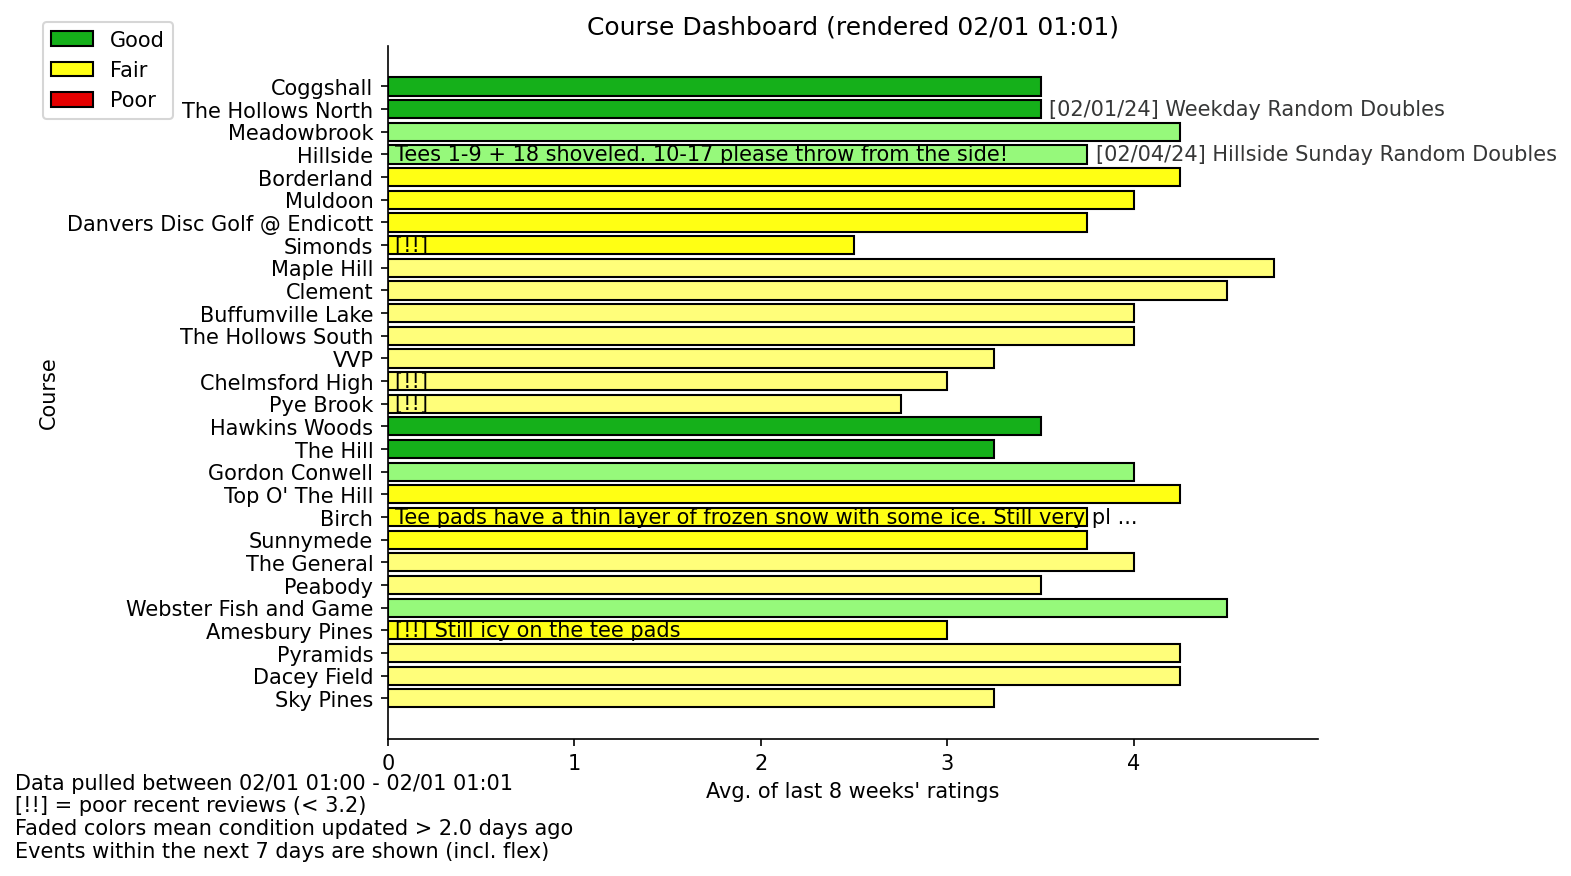 Course Dashboard (rendered 02/01 01:01)
Good
Fair
Poor
Coggshall
The Hollows North [02/01/24] Weekday Random Doubles
Meadowbrook
Hillside Tees 1-9 + 18 shoveled. 10-17 please throw from the side! [02/04/24] Hillside Sunday Random Doubles
Borderland
Muldoon
Danvers Disc Golf @ Endicott
Simonds [!!]
Maple Hill
Clement
Buffumville Lake
The Hollows South
VVP
Chelmsford High [!!]
Pye Brook [!!]
Hawkins Woods
The Hill
Gordon Conwell
Top O' The Hill
Birch Tee pads have a thin layer of frozen snow with some ice. Still very pl ...
Sunnymede
The General
Peabody
Webster Fish and Game
Amesbury Pines [!!] Still icy on the tee pads
Pyramids
Dacey Field
Sky Pines
Course
0 1 2 3 4
Avg. of last 8 weeks' ratings
Data pulled between 02/01 01:00 - 02/01 01:01
[!!] = poor recent reviews (< 3.2)
Faded colors mean condition updated > 2.0 days ago
Events within the next 7 days are shown (incl. flex)